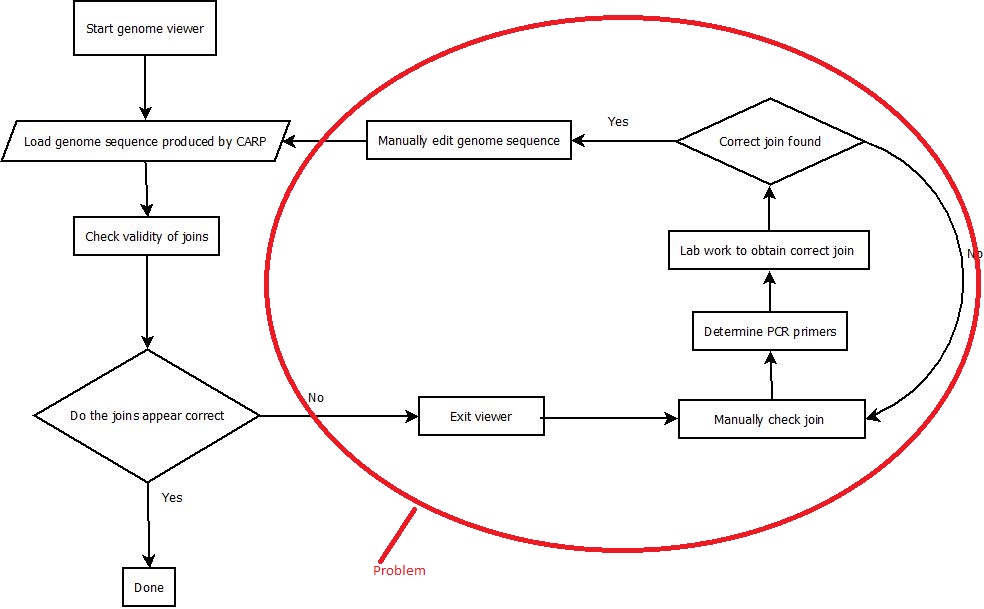 Start genome viewer
Load genome sequence produced by CARP
Manually edit genome sequence
Yes
Correct join found
Check validity of joins
Lab work to obtain correct join
No
Determine PCR primers
Do the joins appear correct
No
Exit viewer
Manually check join
Yes
Problem
Done